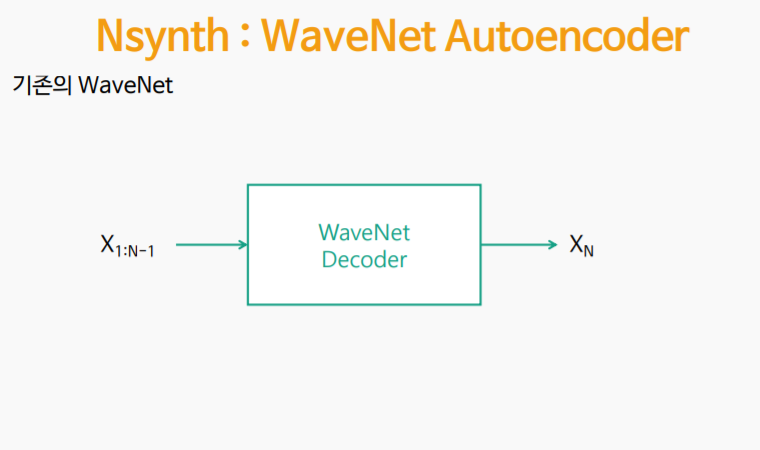 Nsynth : WaveNet Autoencoder
기존의 WaveNet
X1:N-1
WaveNet
Decoder
XN